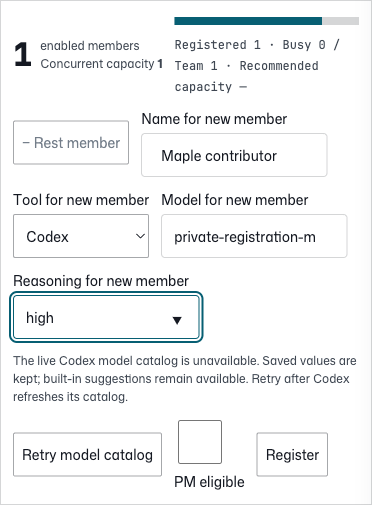 1
enabled members
Concurrent capacity 1
Registered 1 · Busy 0 /
Team 1 · Recommended
capacity —
− Rest member
Name for new member
Maple contributor
Tool for new member
Model for new member
Codex
private-registration-m
Reasoning for new member
high
The live Codex model catalog is unavailable. Saved values are
kept; built-in suggestions remain available. Retry after Codex
refreshes its catalog.
Retry model catalog
PM eligible
Register